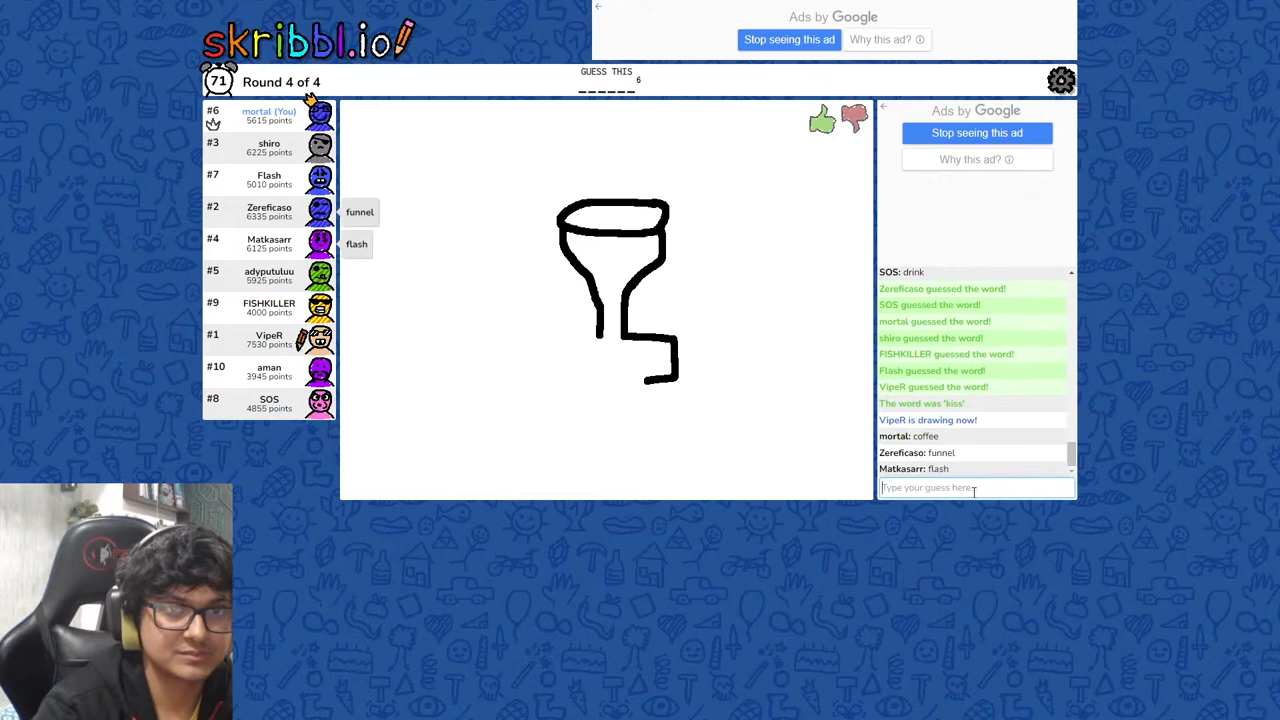 Ads by Google
Stop seeing this ad
Why this ad?
skribbl.io
71
Round 4 of 4
GUESS THIS
______ 6
#6
mortal (You)
5615 points
#3
shiro
6225 points
#7
Flash
5010 points
#2
Zereficaso
6335 points
funnel
#4
Matkasarr
6125 points
flash
#5
adyputuluu
5925 points
#9
FISHKILLER
4000 points
#1
VipeR
7530 points
#10
aman
3945 points
#8
SOS
4855 points
Ads by Google
Stop seeing this ad
Why this ad?
SOS: drink
Zereficaso guessed the word!
SOS guessed the word!
mortal guessed the word!
shiro guessed the word!
FISHKILLER guessed the word!
Flash guessed the word!
VipeR guessed the word!
The word was 'kiss'
VipeR is drawing now!
mortal: coffee
Zereficaso: funnel
Matkasarr: flash
Type your guess here...